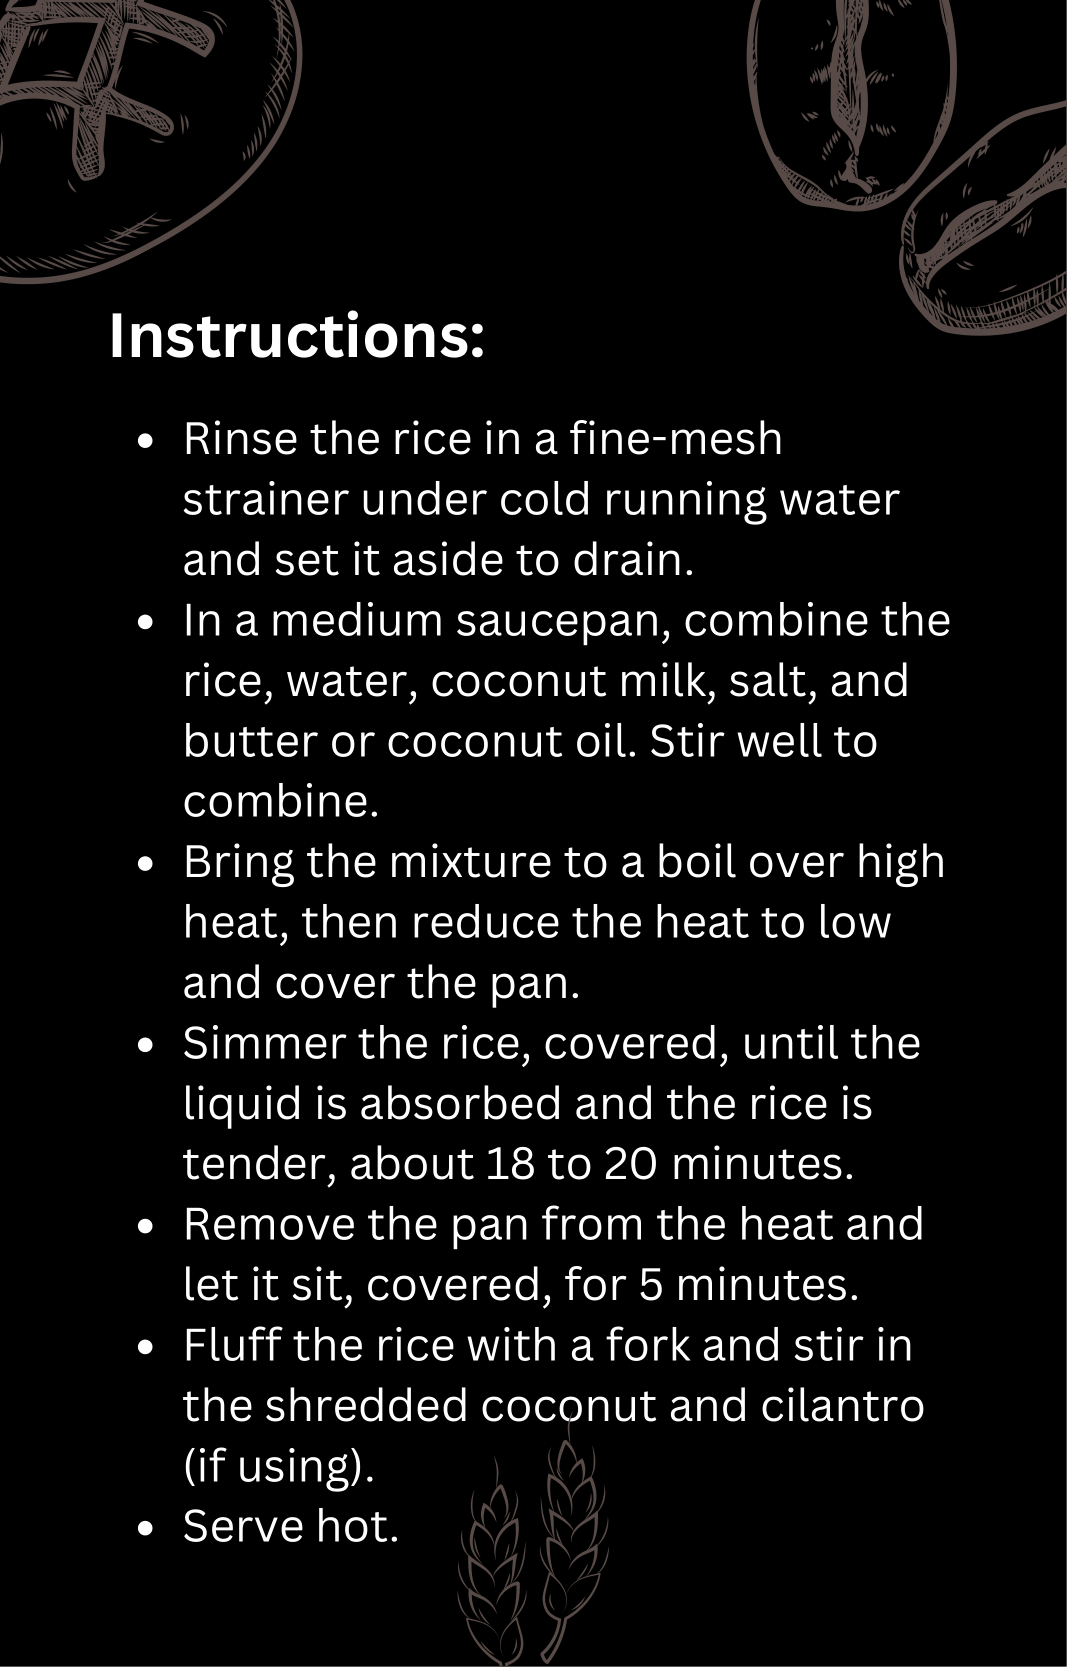 Instructions:
• Rinse the rice in a fine-mesh
strainer under cold running water
and set it aside to drain.
• In a medium saucepan, combine the
rice, water, coconut milk, salt, and
butter or coconut oil. Stir well to
combine.
• Bring the mixture to a boil over high
heat, then reduce the heat to low
and cover the pan.
• Simmer the rice, covered, until the
liquid is absorbed and the rice is
tender, about 18 to 20 minutes.
• Remove the pan from the heat and
let it sit, covered, for 5 minutes.
• Fluff the rice with a fork and stir in
the shredded coconut and cilantro
(if using).
• Serve hot.